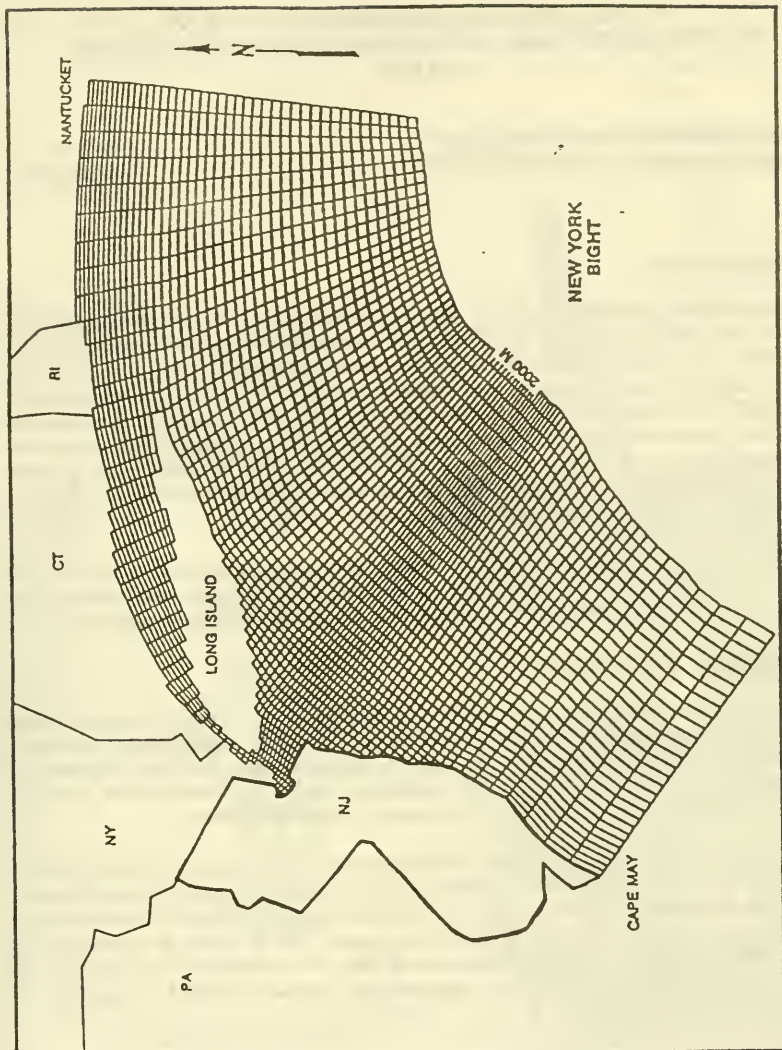 N
NANTUCKET
RI
CT
LONG ISLAND
NY
PA
NJ
CAPE MAY
NEW YORK
BIGHT
2000 M